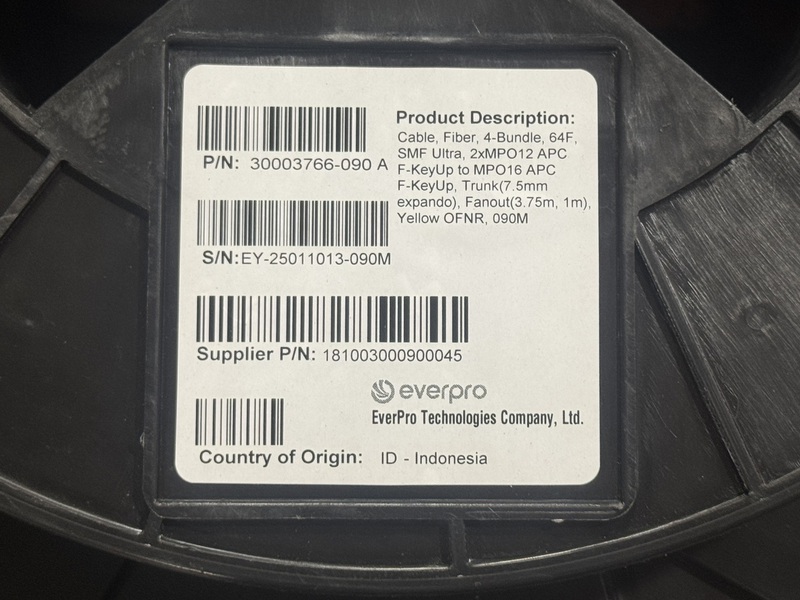 P/N: 30003766-090 A
S/N:EY-25011013-090M
Supplier P/N: 181003000900045
Product Description:
Cable, Fiber, 4-Bundle, 64F,
SMF Ultra, 2xMPO12 APC
F-KeyUp to MPO16 APC
F-KeyUp, Trunk(7.5mm
expando), Fanout(3.75m, 1m),
Yellow OFNR, 090M
everpro
EverPro Technologies Company, Ltd.
Country of Origin: ID - Indonesia